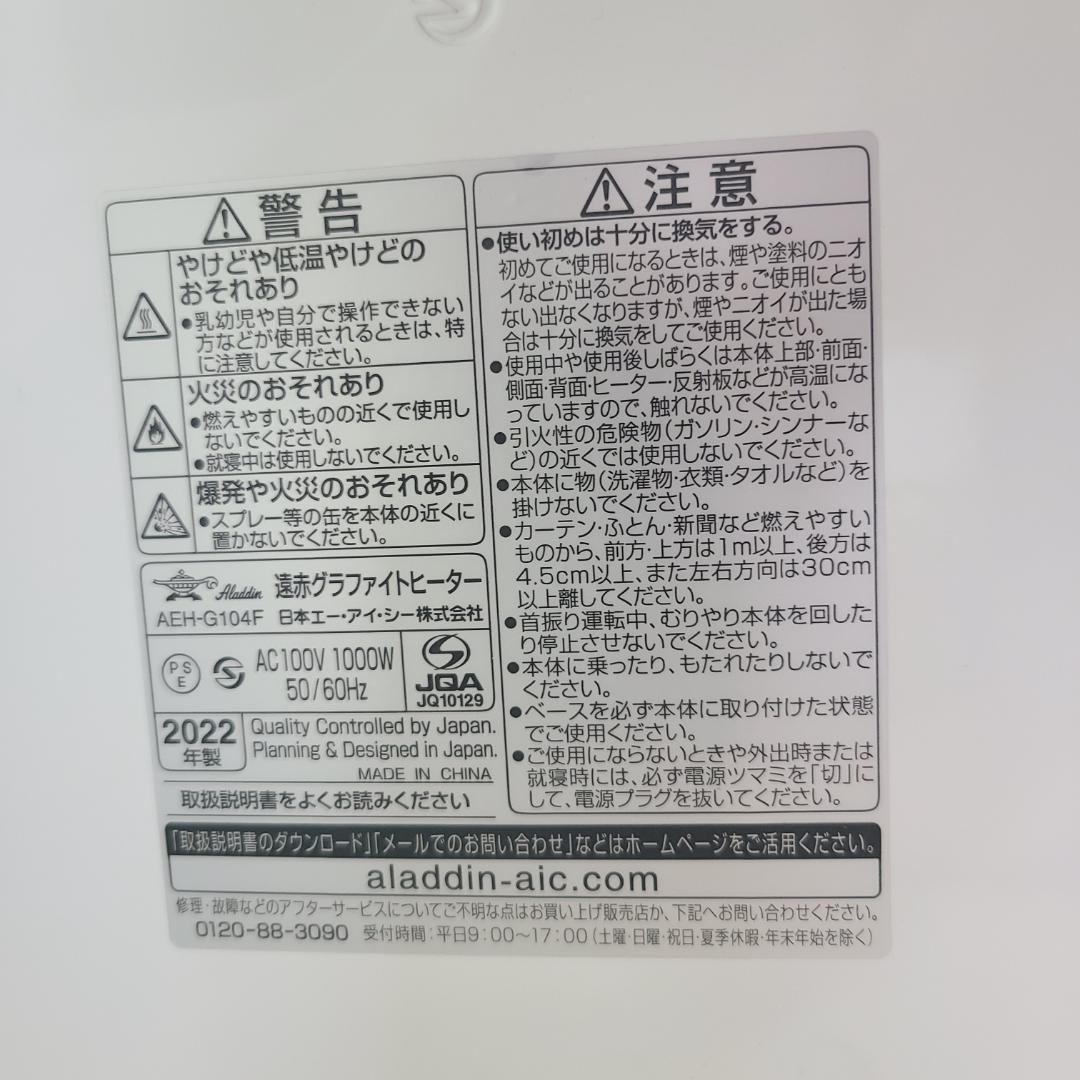 警告
やけどや低温やけどの
おそれあり
●乳幼児や自分で操作できない
方などが使用されるときは、特
に注意してください。
火災のおそれあり
●燃えやすいものの近くで使用し
ないでください。
●就寝中は使用しないでください。
爆発や火災のおそれあり
●スプレー等の缶を本体の近くに
置かないでください。
Aladdin 遠赤グラファイトヒーター
AEH-G104F 日本エー・アイ・シー株式会社
PS
E
AC100V 1000W
50/60Hz
JQA
JQ10129
2022
年製
Quality Controlled by Japan.
Planning & Designed in Japan.
MADE IN CHINA
取扱説明書をよくお読みください
注意
●使い初めは十分に換気をする。
初めてご使用になるときは、煙や塗料のニオ
イなどが出ることがあります。ご使用にとも
ない出なくなりますが、煙やニオイが出た場
合は十分に換気をしてご使用ください。
●使用中や使用後しばらくは本体上部・前面・
側面・背面・ヒーター・反射板などが高温にな
っていますので、触れないでください。
●引火性の危険物(ガソリン・シンナーな
ど)の近くでは使用しないでください。
●本体に物(洗濯物・衣類・タオルなど)を
掛けないでください。
●カーテン・ふとん・新聞など燃えやすい
ものから、前方・上方は1m以上、後方は
4.5cm以上、また左右方向は30cm
以上離してください。
●首振り運転中、むりやり本体を回した
り停止させないでください。
●本体に乗ったり、もたれたりしないで
ください。
●ベースを必ず本体に取り付けた状態
でご使用ください。
●ご使用にならないときや外出時または
就寝時には、必ず電源ツマミを「切」に
して、電源プラグを抜いてください。
「取扱説明書のダウンロード」「メールでのお問い合わせ」などはホームページをご活用ください。
aladdin-aic.com
修理・故障などのアフターサービスについてご不明な点はお買い上げ販売店か、下記へお問い合わせください。
0120-88-3090 受付時間:平日9:00〜17:00(土曜・日曜・祝日・夏季休暇・年末年始を除く)